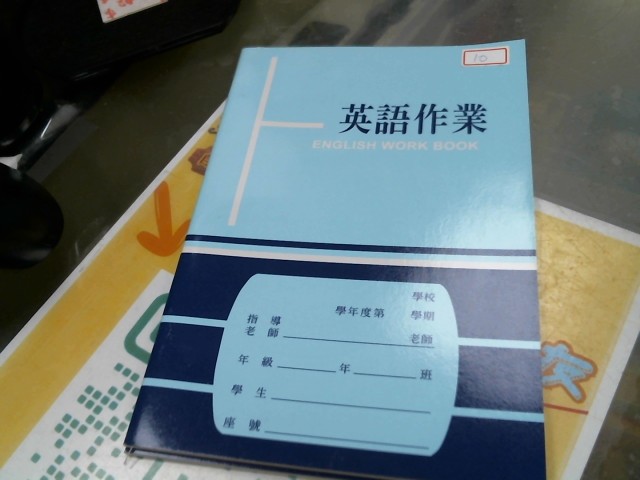 10
英語作業
ENGLISH WORK BOOK
學校
學年度第 學期
指導老師 老師
年級 年 班
學生
座號
次